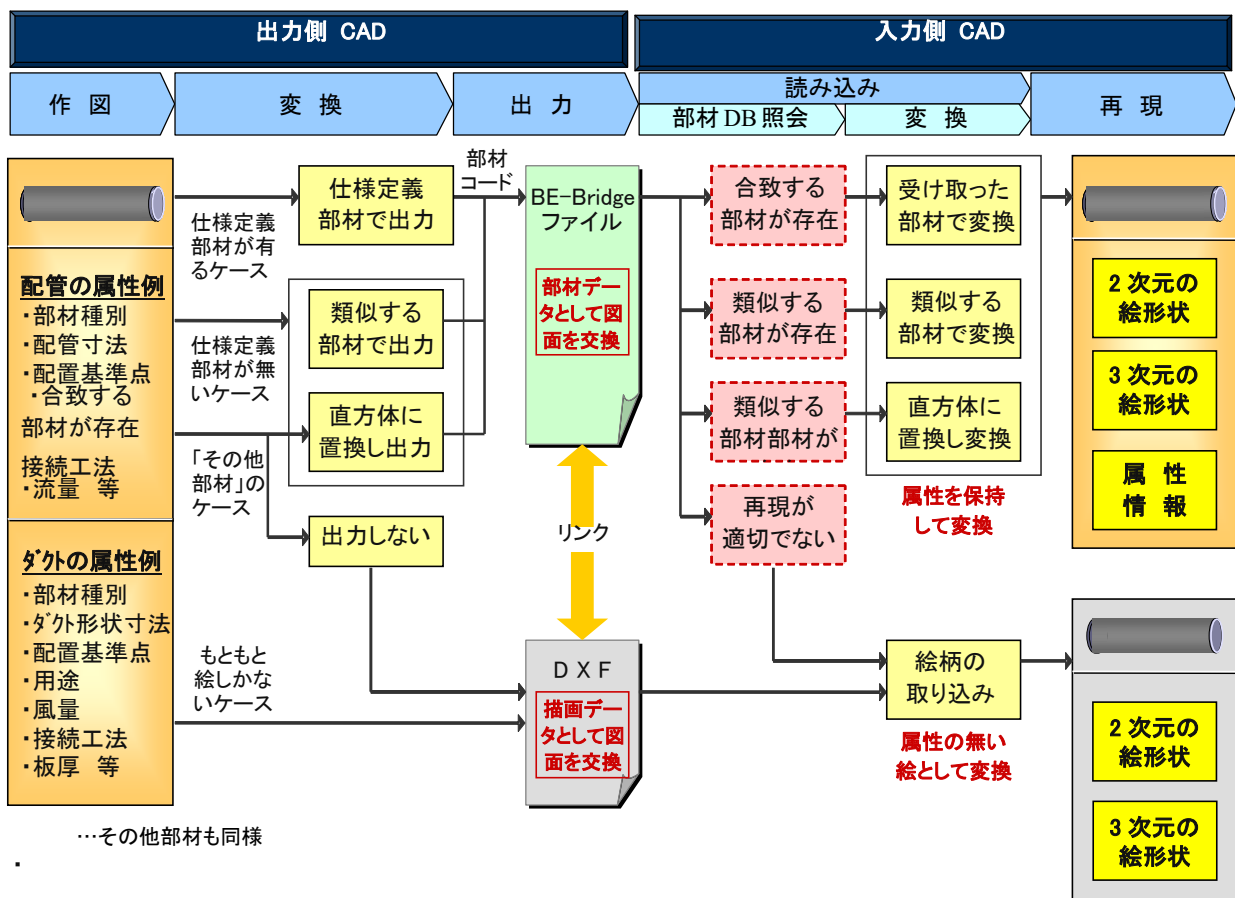 出力側 CAD
入力側 CAD
作 図
変 換
出 力
読み込み
部材 DB 照会
変 換
再 現
配管の属性例
・部材種別
・配管寸法
・配置基準点
・合致する
部材が存在
接続工法
・流量 等
ダクトの属性例
・部材種別
・ダクト形状寸法
・配置基準点
・用途
・風量
・接続工法
・板厚 等
…その他部材も同様
・
仕様定義
部材が有
るケース
仕様定義
部材が無
いケース
「その他
部材」の
ケース
もともと
絵しかな
いケース
仕様定義
部材で出力
類似する
部材で出力
直方体に
置換し出力
出力しない
部材
コード
BE-Bridge
ファイル
部材デー
タとして図
面を交換
リンク
D X F
描画デー
タとして図
面を交換
合致する
部材が存在
類似する
部材が存在
類似する
部材部材が
再現が
適切でない
受け取った
部材で変換
類似する
部材で変換
直方体に
置換し変換
属性を保持
して変換
絵柄の
取り込み
属性の無い
絵として変換
2 次元の
絵形状
3 次元の
絵形状
属 性
情 報
2 次元の
絵形状
3 次元の
絵形状